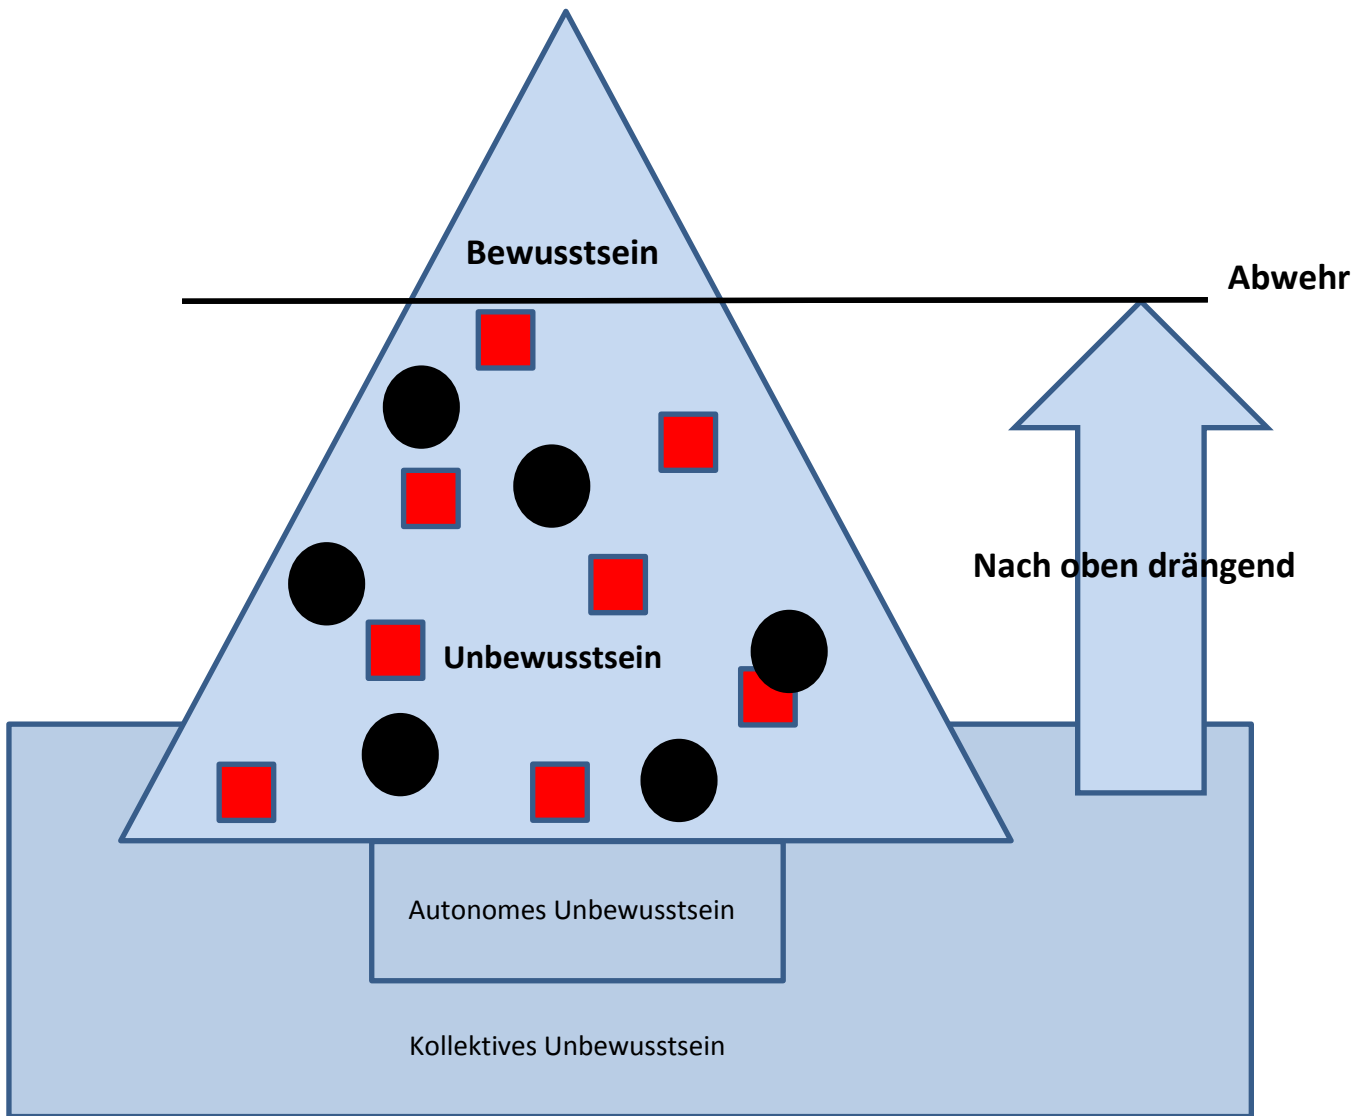 Bewusstsein
Abwehr
Nach oben drängend
Unbewusstsein
Autonomes Unbewusstsein
Kollektives Unbewusstsein